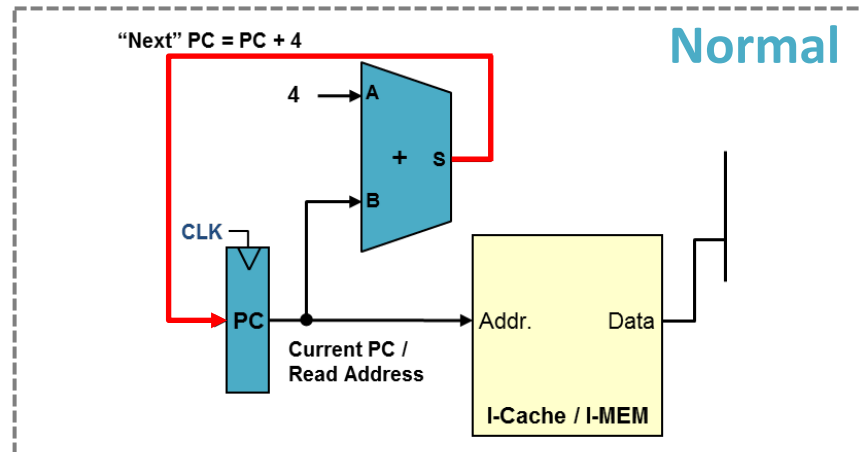 “Next” PC = PC + 4
Normal
4
A
+
S
B
CLK
PC
Addr.
Data
Current PC /
Read Address
I-Cache / I-MEM